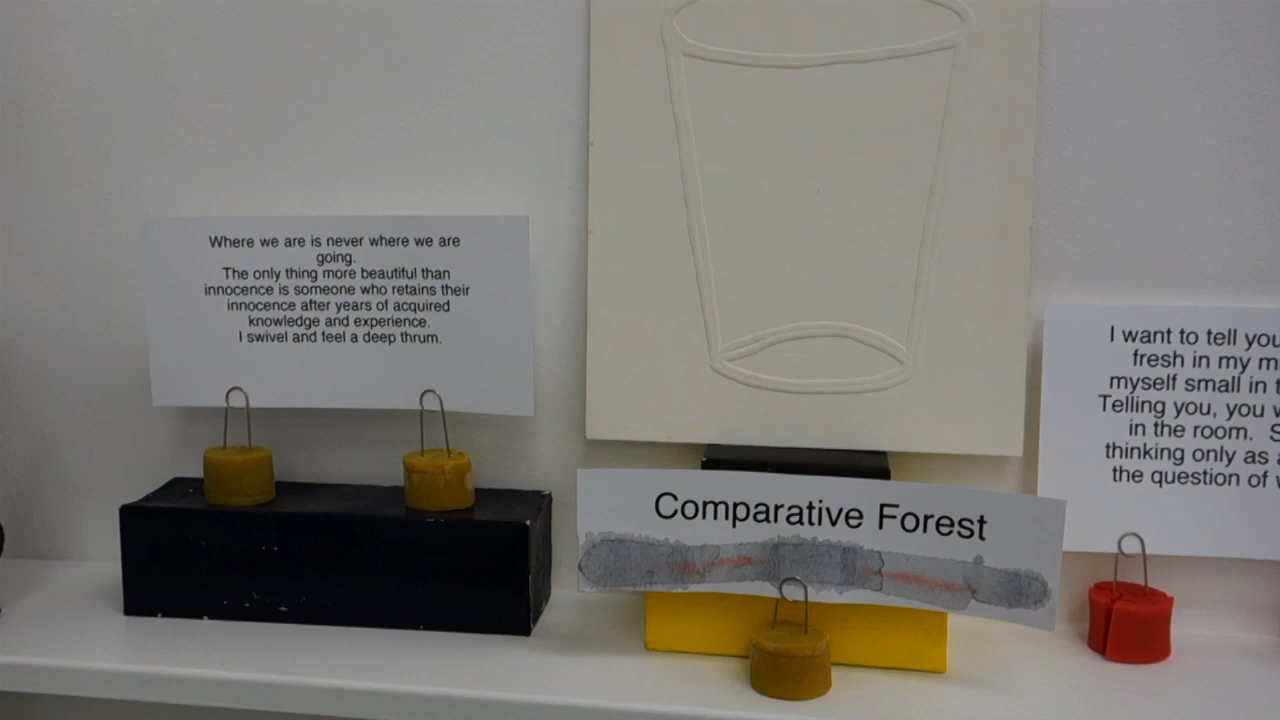 Where we are is never where we are
going.
The only thing more beautiful than
innocence is someone who retains their
innocence after years of acquired
knowledge and experience.
I swivel and feel a deep thrum.
Comparative Forest
I want to tell you
fresh in my
myself small in
Telling you, you
in the room.
thinking only as
the question of